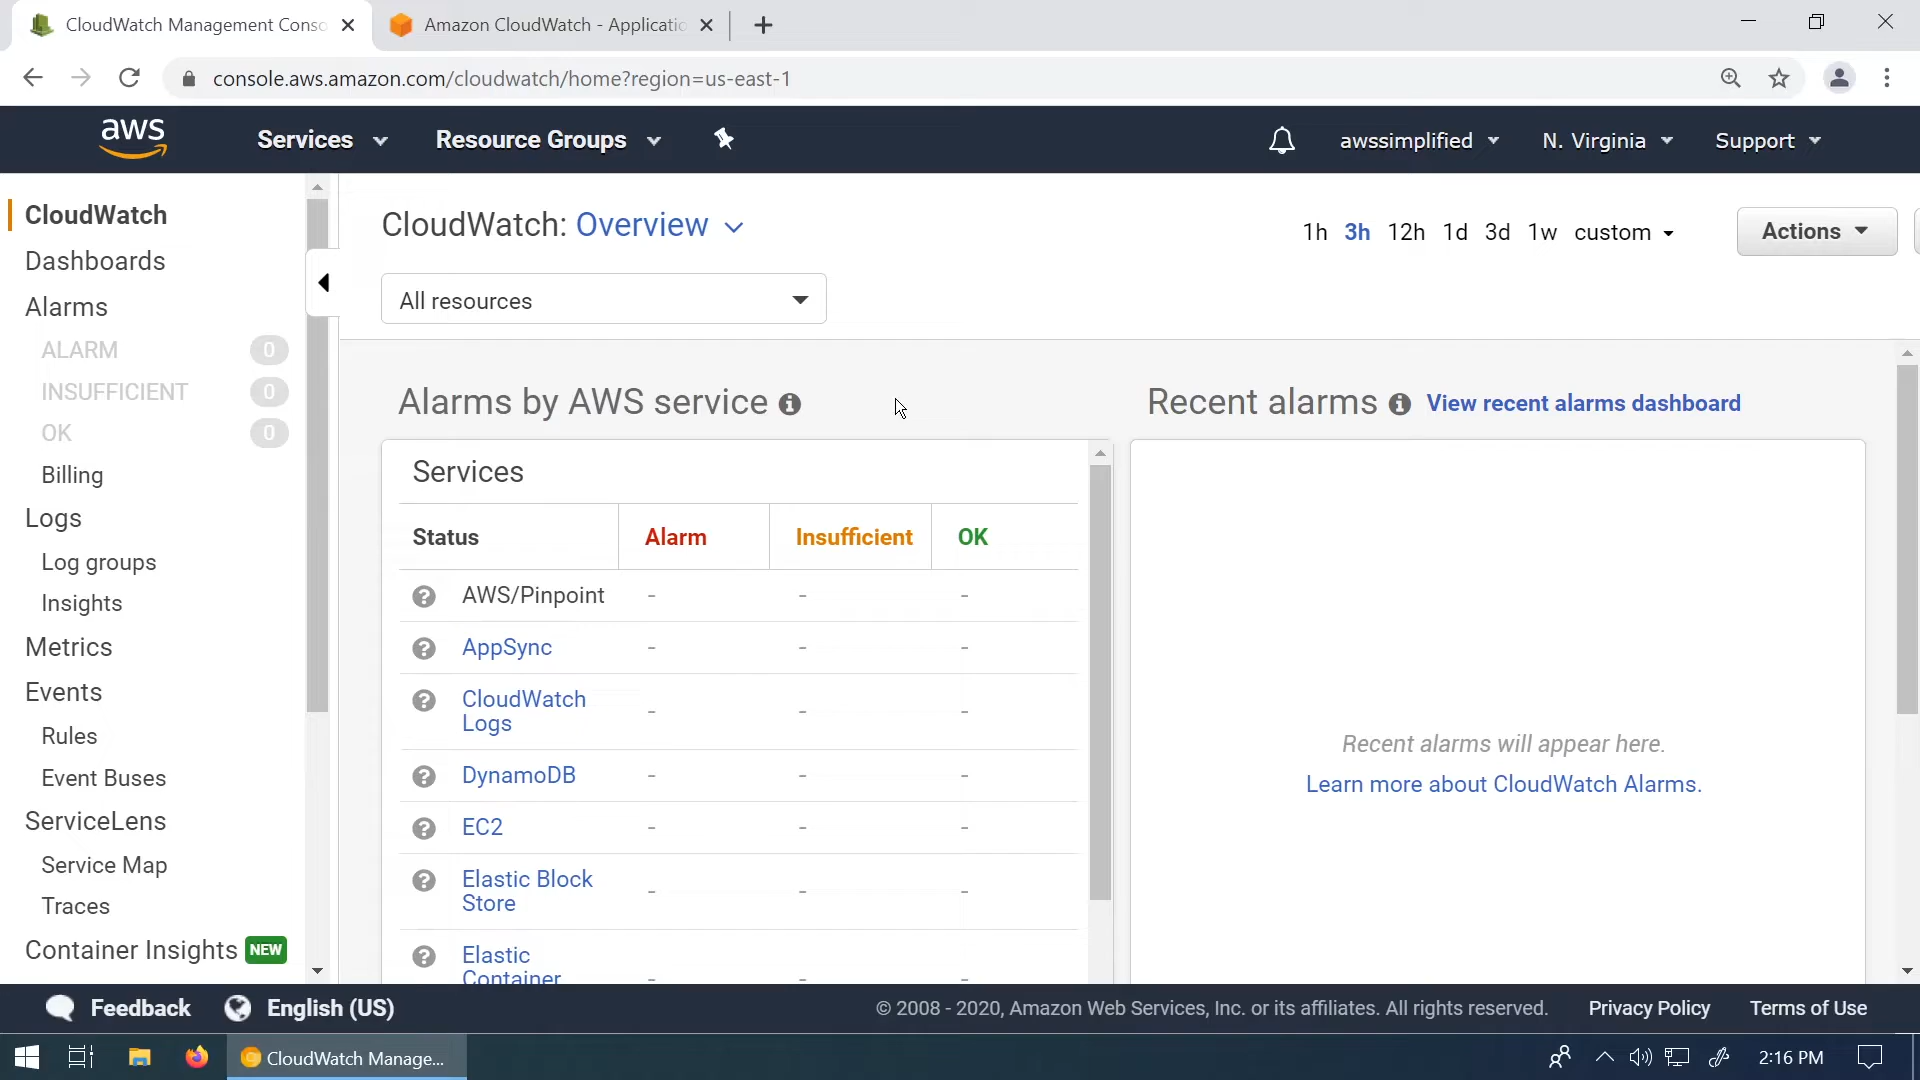 CloudWatch Management Conso
Amazon CloudWatch - Applicatio
console.aws.amazon.com/cloudwatch/home?region=us-east-1
aws
Services
Resource Groups
awssimplified
N. Virginia
Support
CloudWatch
Dashboards
Alarms
ALARM 0
INSUFFICIENT 0
OK 0
Billing
Logs
Log groups
Insights
Metrics
Events
Rules
Event Buses
ServiceLens
Service Map
Traces
Container Insights NEW
CloudWatch: Overview
1h 3h 12h 1d 3d 1w custom
Actions
All resources
Alarms by AWS service
Services
Status Alarm Insufficient OK
AWS/Pinpoint - - -
AppSync - - -
CloudWatch
Logs - - -
DynamoDB - - -
EC2 - - -
Elastic Block
Store - - -
Elastic
Container - - -
Recent alarms View recent alarms dashboard
Recent alarms will appear here.
Learn more about CloudWatch Alarms.
Feedback
English (US)
© 2008 - 2020, Amazon Web Services, Inc. or its affiliates. All rights reserved.
Privacy Policy
Terms of Use
CloudWatch Manage...
2:16 PM